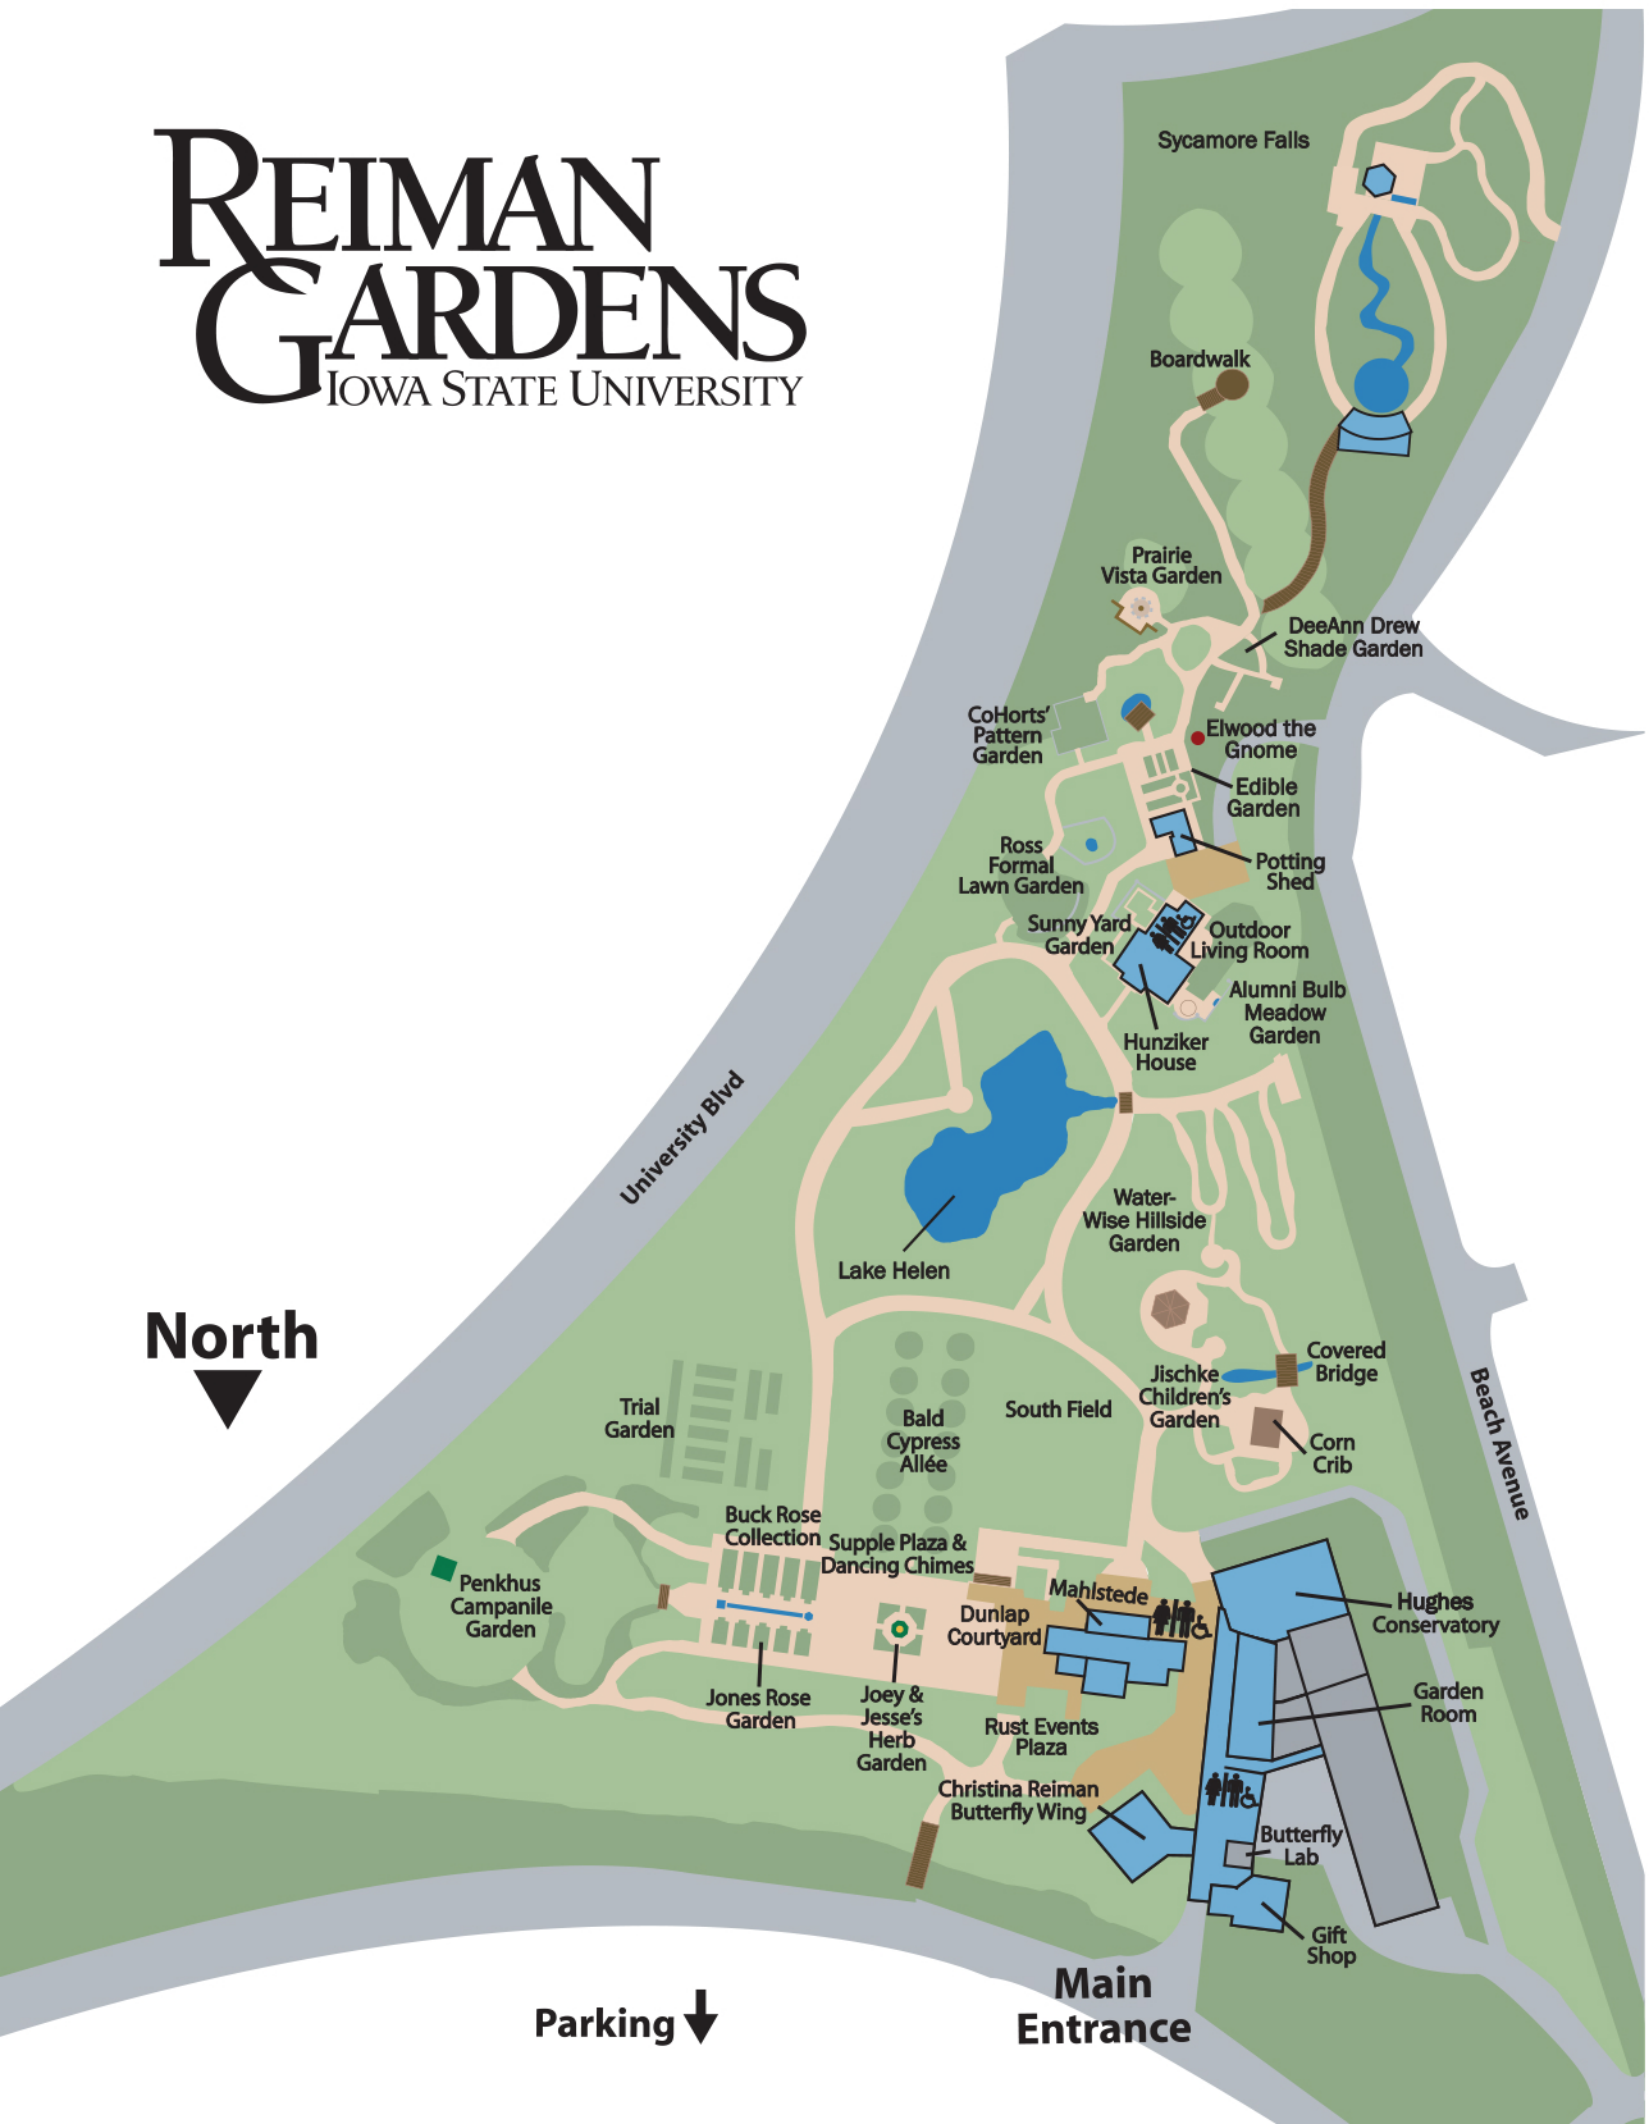 REIMAN
GARDENS
IOWA STATE UNIVERSITY
Sycamore Falls
Boardwalk
Prairie
Vista Garden
DeeAnn Drew
Shade Garden
CoHorts'
Pattern
Garden
Elwood the
Gnome
Edible
Garden
Ross
Formal
Lawn Garden
Potting
Shed
Sunny Yard
Garden
Outdoor
Living Room
Alumni Bulb
Meadow
Garden
Hunziker
House
University Blvd
Water-
Wise Hillside
Garden
Lake Helen
North
Covered
Bridge
Jischke
Children's
Garden
Beach Avenue
Trial
Garden
Bald
Cypress
Allée
South Field
Corn
Crib
Buck Rose
Collection
Supple Plaza &
Dancing Chimes
Penkhus
Campanile
Garden
Mahlstede
Dunlap
Courtyard
Hughes
Conservatory
Jones Rose
Garden
Joey &
Jesse's
Herb
Garden
Rust Events
Plaza
Garden
Room
Christina Reiman
Butterfly Wing
Butterfly
Lab
Gift
Shop
Main
Entrance
Parking